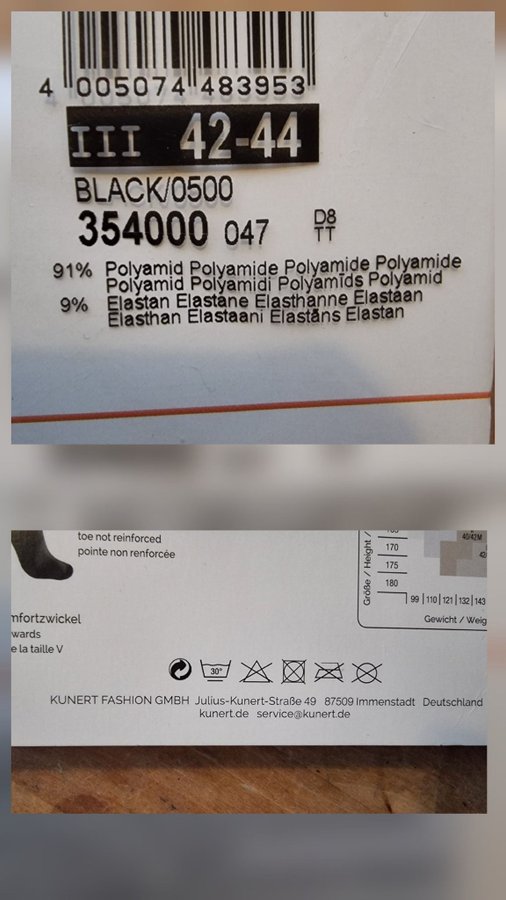 4 005074 483953
III 42-44
BLACK/0500
354000 047 D8
TT
91% Polyamid Polyamide Polyamide Polyamide
Polyamid Polyamidi Polyamīds Polyamid
9% Elastan Elastane Elasthanne Elastaan
Elasthan Elastaani Elastāns Elastan
toe not reinforced
pointe non renforcée
mfortzwickel
wards
e la taille V
Größe / Height /
40/42M
170
42/
175
180
99 110 121 132 143
Gewicht / Weig
30°
KUNERT FASHION GMBH Julius-Kunert-Straße 49 87509 Immenstadt Deutschland
kunert.de service@kunert.de